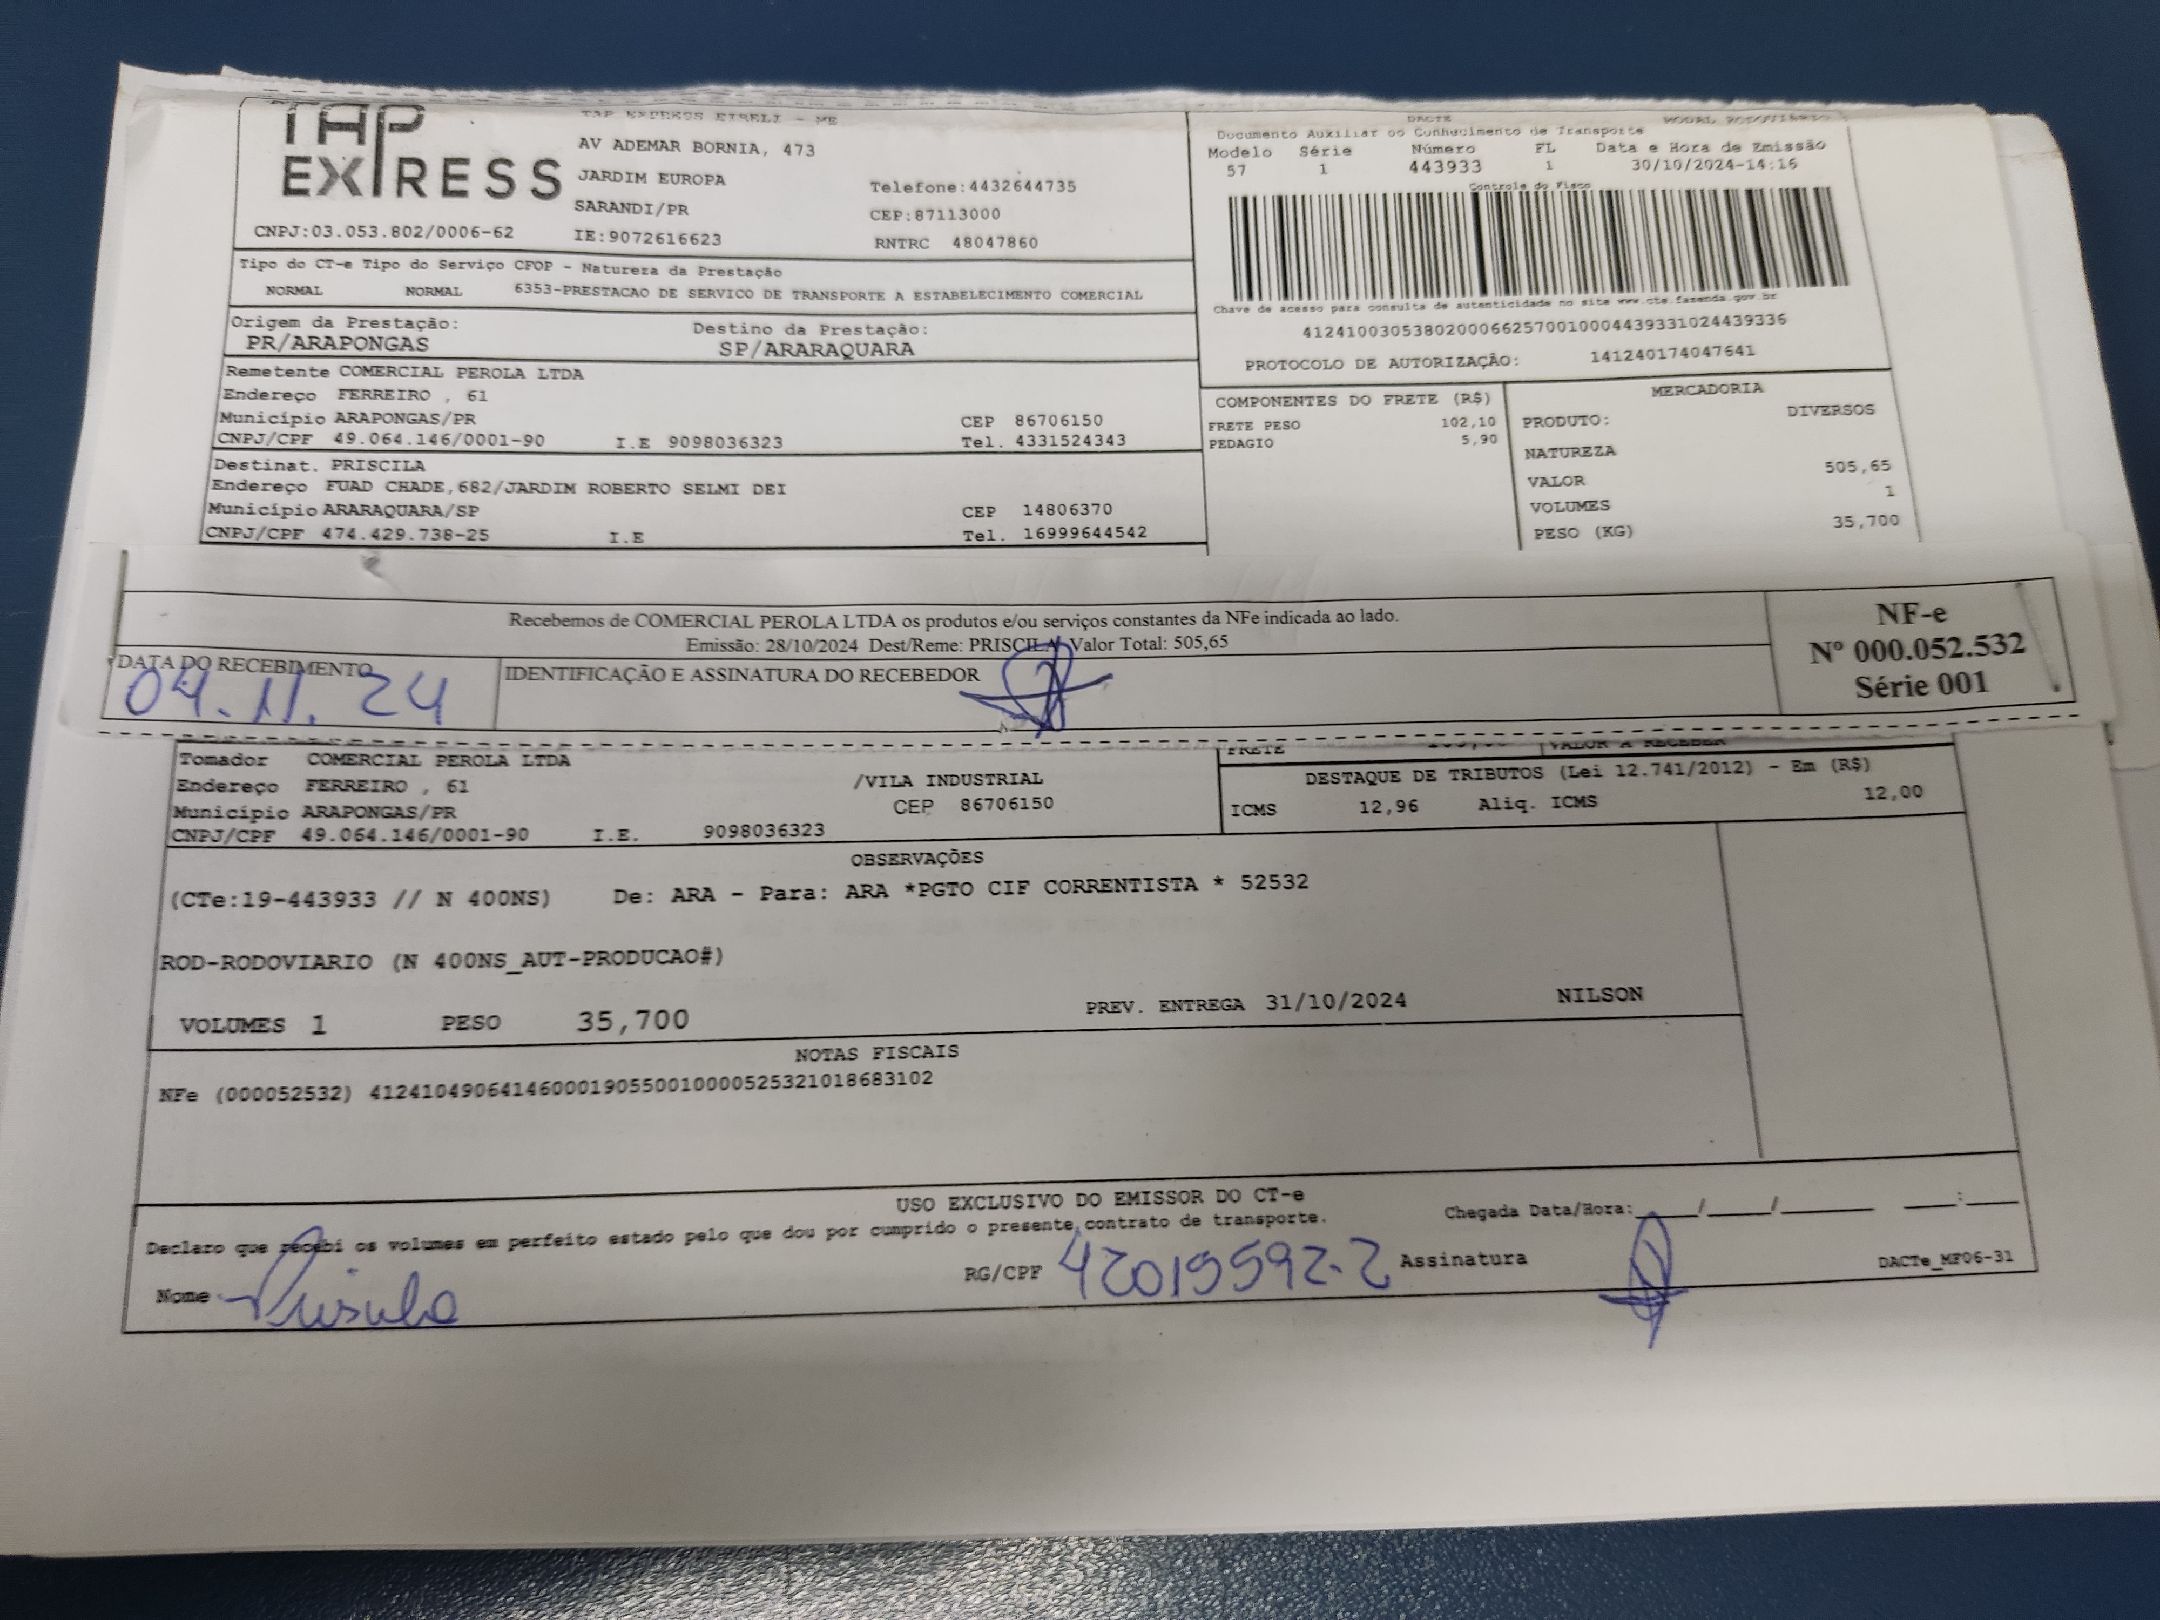 TAP EXPRESS
TAP EXPRESS EIRELI - ME
AV ADEMAR BORNIA, 473
JARDIM EUROPA Telefone:4432644735
SARANDI/PR CEP:87113000
CNPJ:03.053.802/0006-62 IE:9072616623 RNTRC 48047860
DACTE MODAL RODOVIÁRIO
Documento Auxiliar do Conhecimento de Transporte
Modelo Série Número FL Data e Hora de Emissão
57 1 443933 1 30/10/2024-14:16
Controle do Fisco
Chave de acesso para consulta de autenticidade no site www.cte.fazenda.gov.br
41241003053802000662570010004439331024439336
PROTOCOLO DE AUTORIZAÇÃO: 141240174047641
Tipo do CT-e Tipo do Serviço CFOP - Natureza da Prestação
NORMAL NORMAL 6353-PRESTACAO DE SERVICO DE TRANSPORTE A ESTABELECIMENTO COMERCIAL
Origem da Prestação: Destino da Prestação:
PR/ARAPONGAS SP/ARARAQUARA
Remetente COMERCIAL PEROLA LTDA
Endereço FERREIRO , 61
Município ARAPONGAS/PR CEP 86706150
CNPJ/CPF 49.064.146/0001-90 I.E 9098036323 Tel. 4331524343
Destinat. PRISCILA
Endereço FUAD CHADE,682/JARDIM ROBERTO SELMI DEI
Município ARARAQUARA/SP CEP 14806370
CNPJ/CPF 474.429.738-25 I.E Tel. 16999644542
COMPONENTES DO FRETE (R$)
FRETE PESO 102,10
PEDAGIO 5,90
MERCADORIA
PRODUTO: DIVERSOS
NATUREZA
VALOR 505,65
VOLUMES 1
PESO (KG) 35,700
Recebemos de COMERCIAL PEROLA LTDA os produtos e/ou serviços constantes da NFe indicada ao lado.
Emissão: 28/10/2024 Dest/Reme: PRISCILA Valor Total: 505,65
DATA DO RECEBIMENTO IDENTIFICAÇÃO E ASSINATURA DO RECEBEDOR
04.11.24
NF-e
Nº 000.052.532
Série 001
Tomador COMERCIAL PEROLA LTDA
Endereço FERREIRO , 61 /VILA INDUSTRIAL
Município ARAPONGAS/PR CEP 86706150
CNPJ/CPF 49.064.146/0001-90 I.E. 9098036323
FRETE VALOR A RECEBER
DESTAQUE DE TRIBUTOS (Lei 12.741/2012) - Em (R$)
ICMS 12,96 Aliq. ICMS 12,00
OBSERVAÇÕES
(CTe:19-443933 // N 400NS) De: ARA - Para: ARA *PGTO CIF CORRENTISTA * 52532
ROD-RODOVIARIO (N 400NS_AUT-PRODUCAO#)
VOLUMES 1 PESO 35,700 PREV. ENTREGA 31/10/2024 NILSON
NOTAS FISCAIS
NFe (000052532) 41241049064146000190550010000525321018683102
USO EXCLUSIVO DO EMISSOR DO CT-e
Declaro que recebi os volumes em perfeito estado pelo que dou por cumprido o presente contrato de transporte. Chegada Data/Hora:____/____/______ ___:___
Nome Priscila RG/CPF 42015592-2 Assinatura DACTe_MF06-31